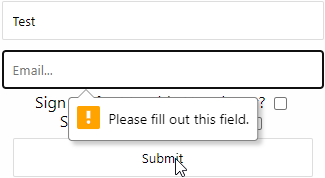 Test
Email...
Sign ?
Please fill out this field.
Submit